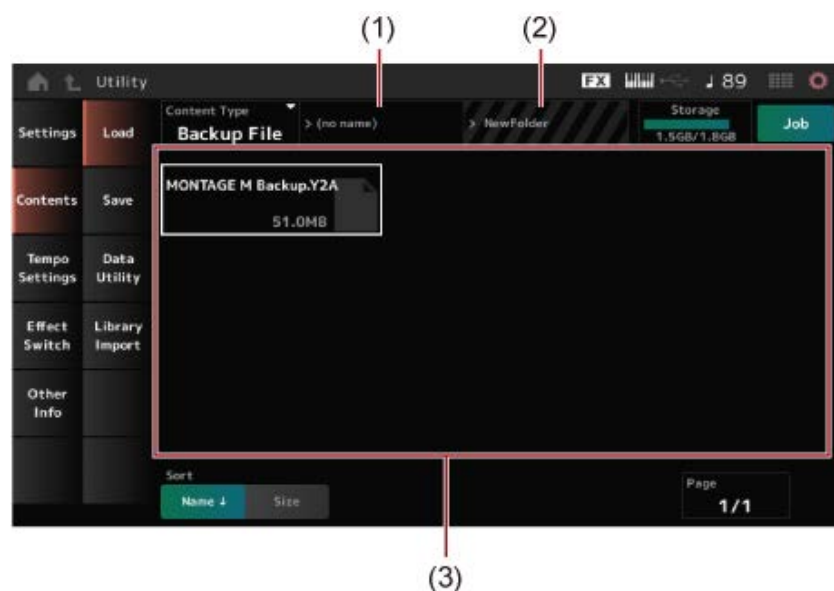 (1)
(2)
Utility
FX
♩ 89
Settings
Load
Content Type
Backup File
> (no name)
> NewFolder
Storage
1.5GB/1.8GB
Job
Contents
Save
MONTAGE M Backup.Y2A
51.0MB
Tempo
Settings
Data
Utility
Effect
Switch
Library
Import
Other
Info
Sort
Name ↓
Size
Page
1/1
(3)